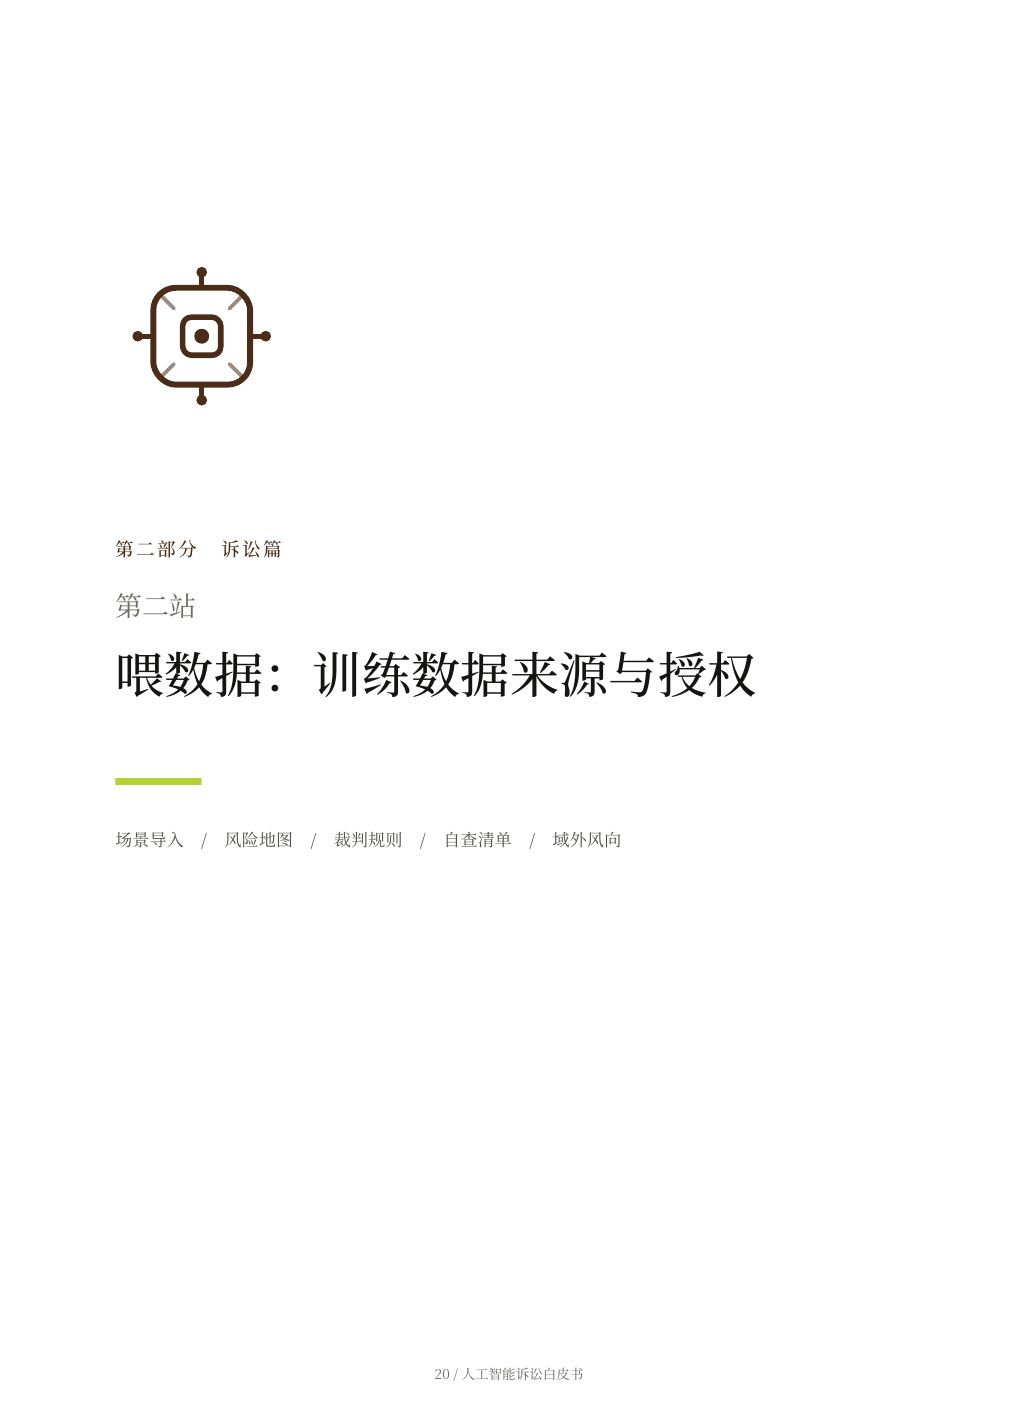 第二部分　诉讼篇
第二站
喂数据：训练数据来源与授权
场景导入 / 风险地图 / 裁判规则 / 自查清单 / 域外风向
20 / 人工智能诉讼白皮书